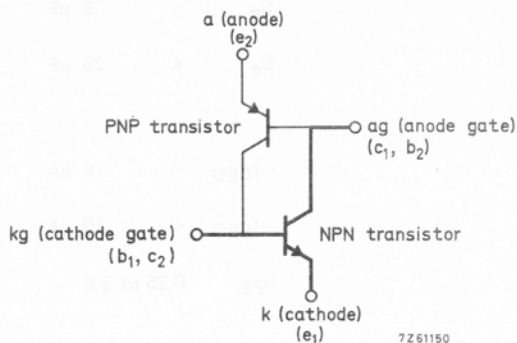 a (anode)
(e₂)
PNP transistor
ag (anode gate)
(c₁, b₂)
kg (cathode gate)
(b₁, c₂)
NPN transistor
k (cathode)
(e₁)
7Z61150